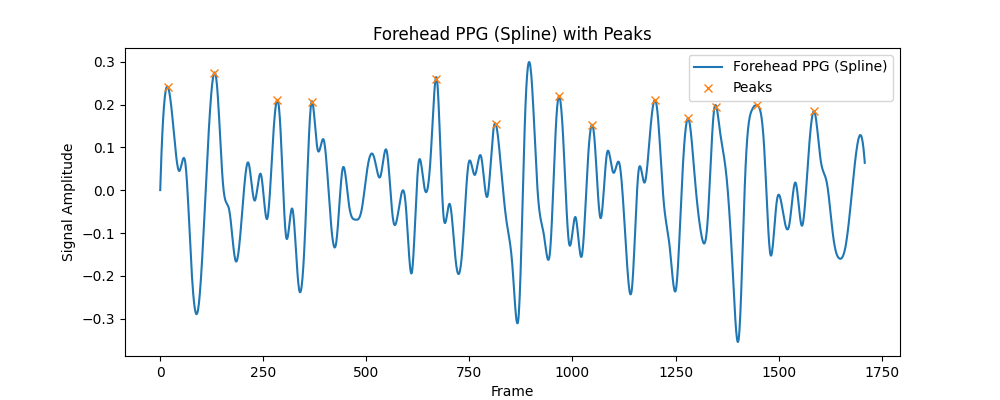 Forehead PPG (Spline) with Peaks
Forehead PPG (Spline)
Peaks
Signal Amplitude
0.3
0.2
0.1
0.0
−0.1
−0.2
−0.3
0 250 500 750 1000 1250 1500 1750
Frame